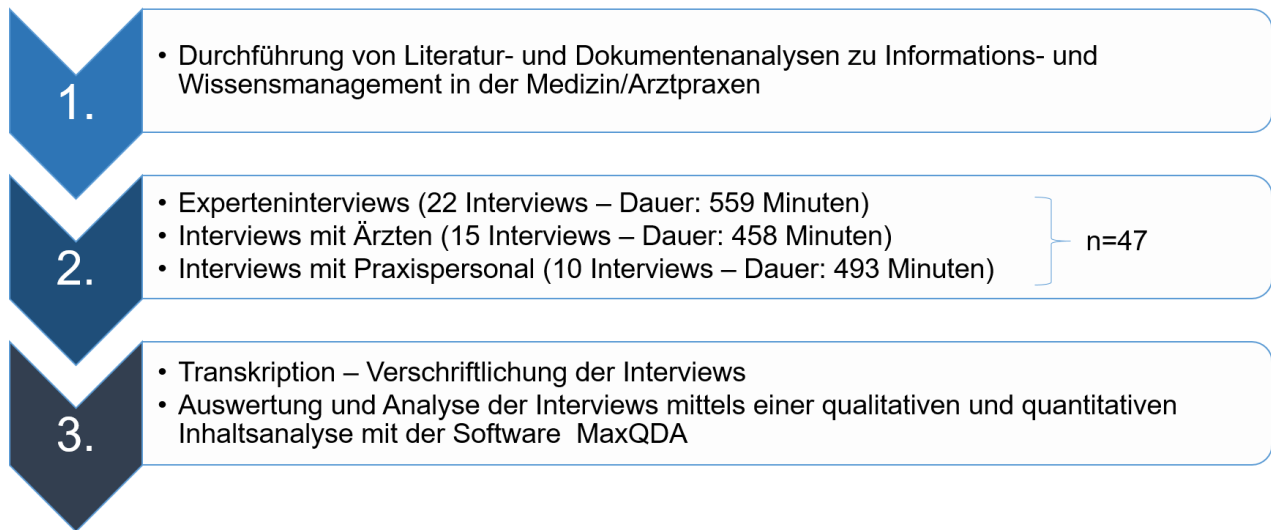 1.
• Durchführung von Literatur- und Dokumentenanalysen zu Informations- und
Wissensmanagement in der Medizin/Arztpraxen
2.
• Experteninterviews (22 Interviews – Dauer: 559 Minuten)
• Interviews mit Ärzten (15 Interviews – Dauer: 458 Minuten)
• Interviews mit Praxispersonal (10 Interviews – Dauer: 493 Minuten)
n=47
3.
• Transkription – Verschriftlichung der Interviews
• Auswertung und Analyse der Interviews mittels einer qualitativen und quantitativen
Inhaltsanalyse mit der Software  MaxQDA